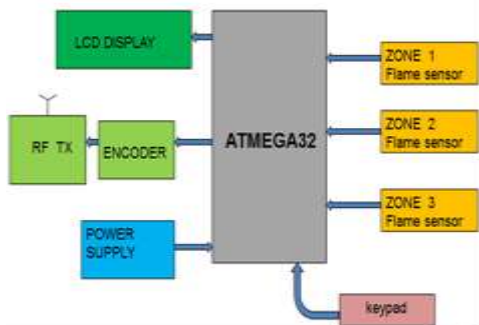 LCD DISPLAY
ZONE 1
Flame sensor
RF TX
ENCODER
ATMEGA32
ZONE 2
Flame sensor
ZONE 3
Flame sensor
POWER
SUPPLY
keypad